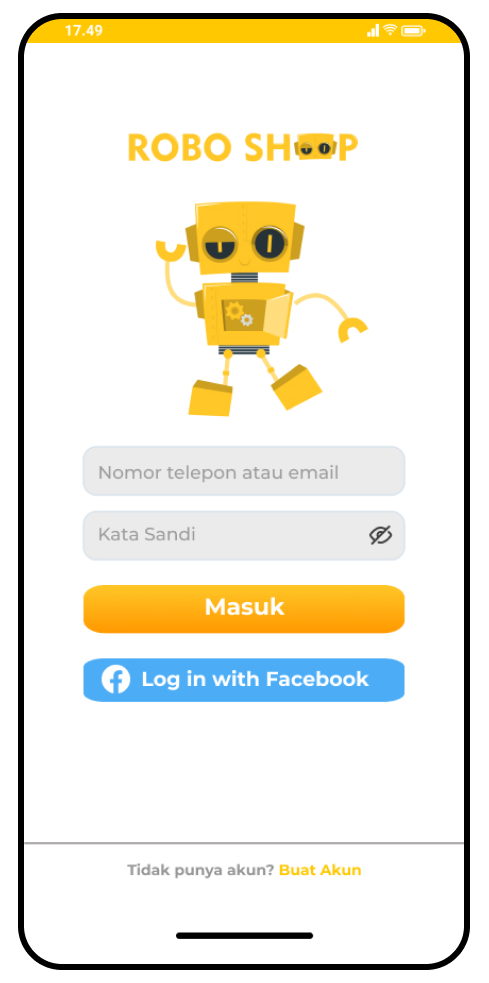 17.49
ROBO SHOP
Nomor telepon atau email
Kata Sandi
Masuk
Log in with Facebook
Tidak punya akun? Buat Akun